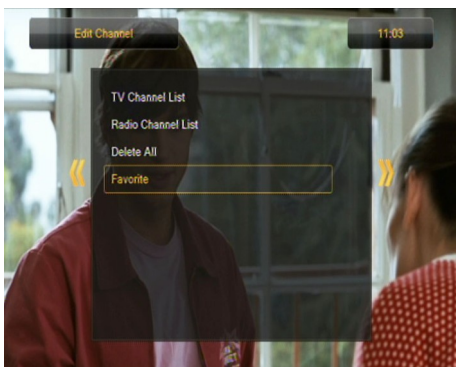 Edit Channel
11:03
TV Channel List
Radio Channel List
Delete All
Favorite